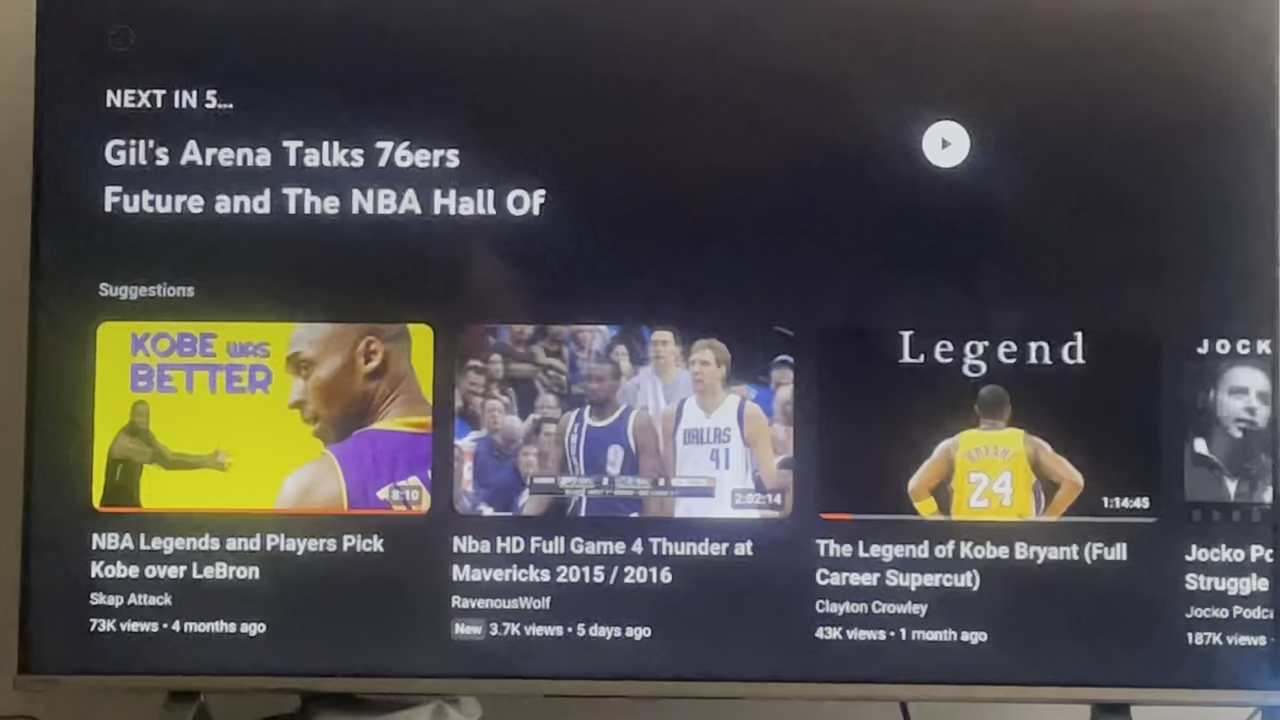 NEXT IN 5...
Gil's Arena Talks 76ers
Future and The NBA Hall Of
Suggestions
KOBE WAS
BETTER
8:10
NBA Legends and Players Pick
Kobe over LeBron
Skap Attack
73K views • 4 months ago
DALLAS
41
2:02:14
Nba HD Full Game 4 Thunder at
Mavericks 2015 / 2016
RavenousWolf
New 3.7K views • 5 days ago
Legend
BRYANT
24
1:14:45
The Legend of Kobe Bryant (Full
Career Supercut)
Clayton Crowley
43K views • 1 month ago
JOCK
Jocko Po
Struggle
Jocko Podca
187K views •